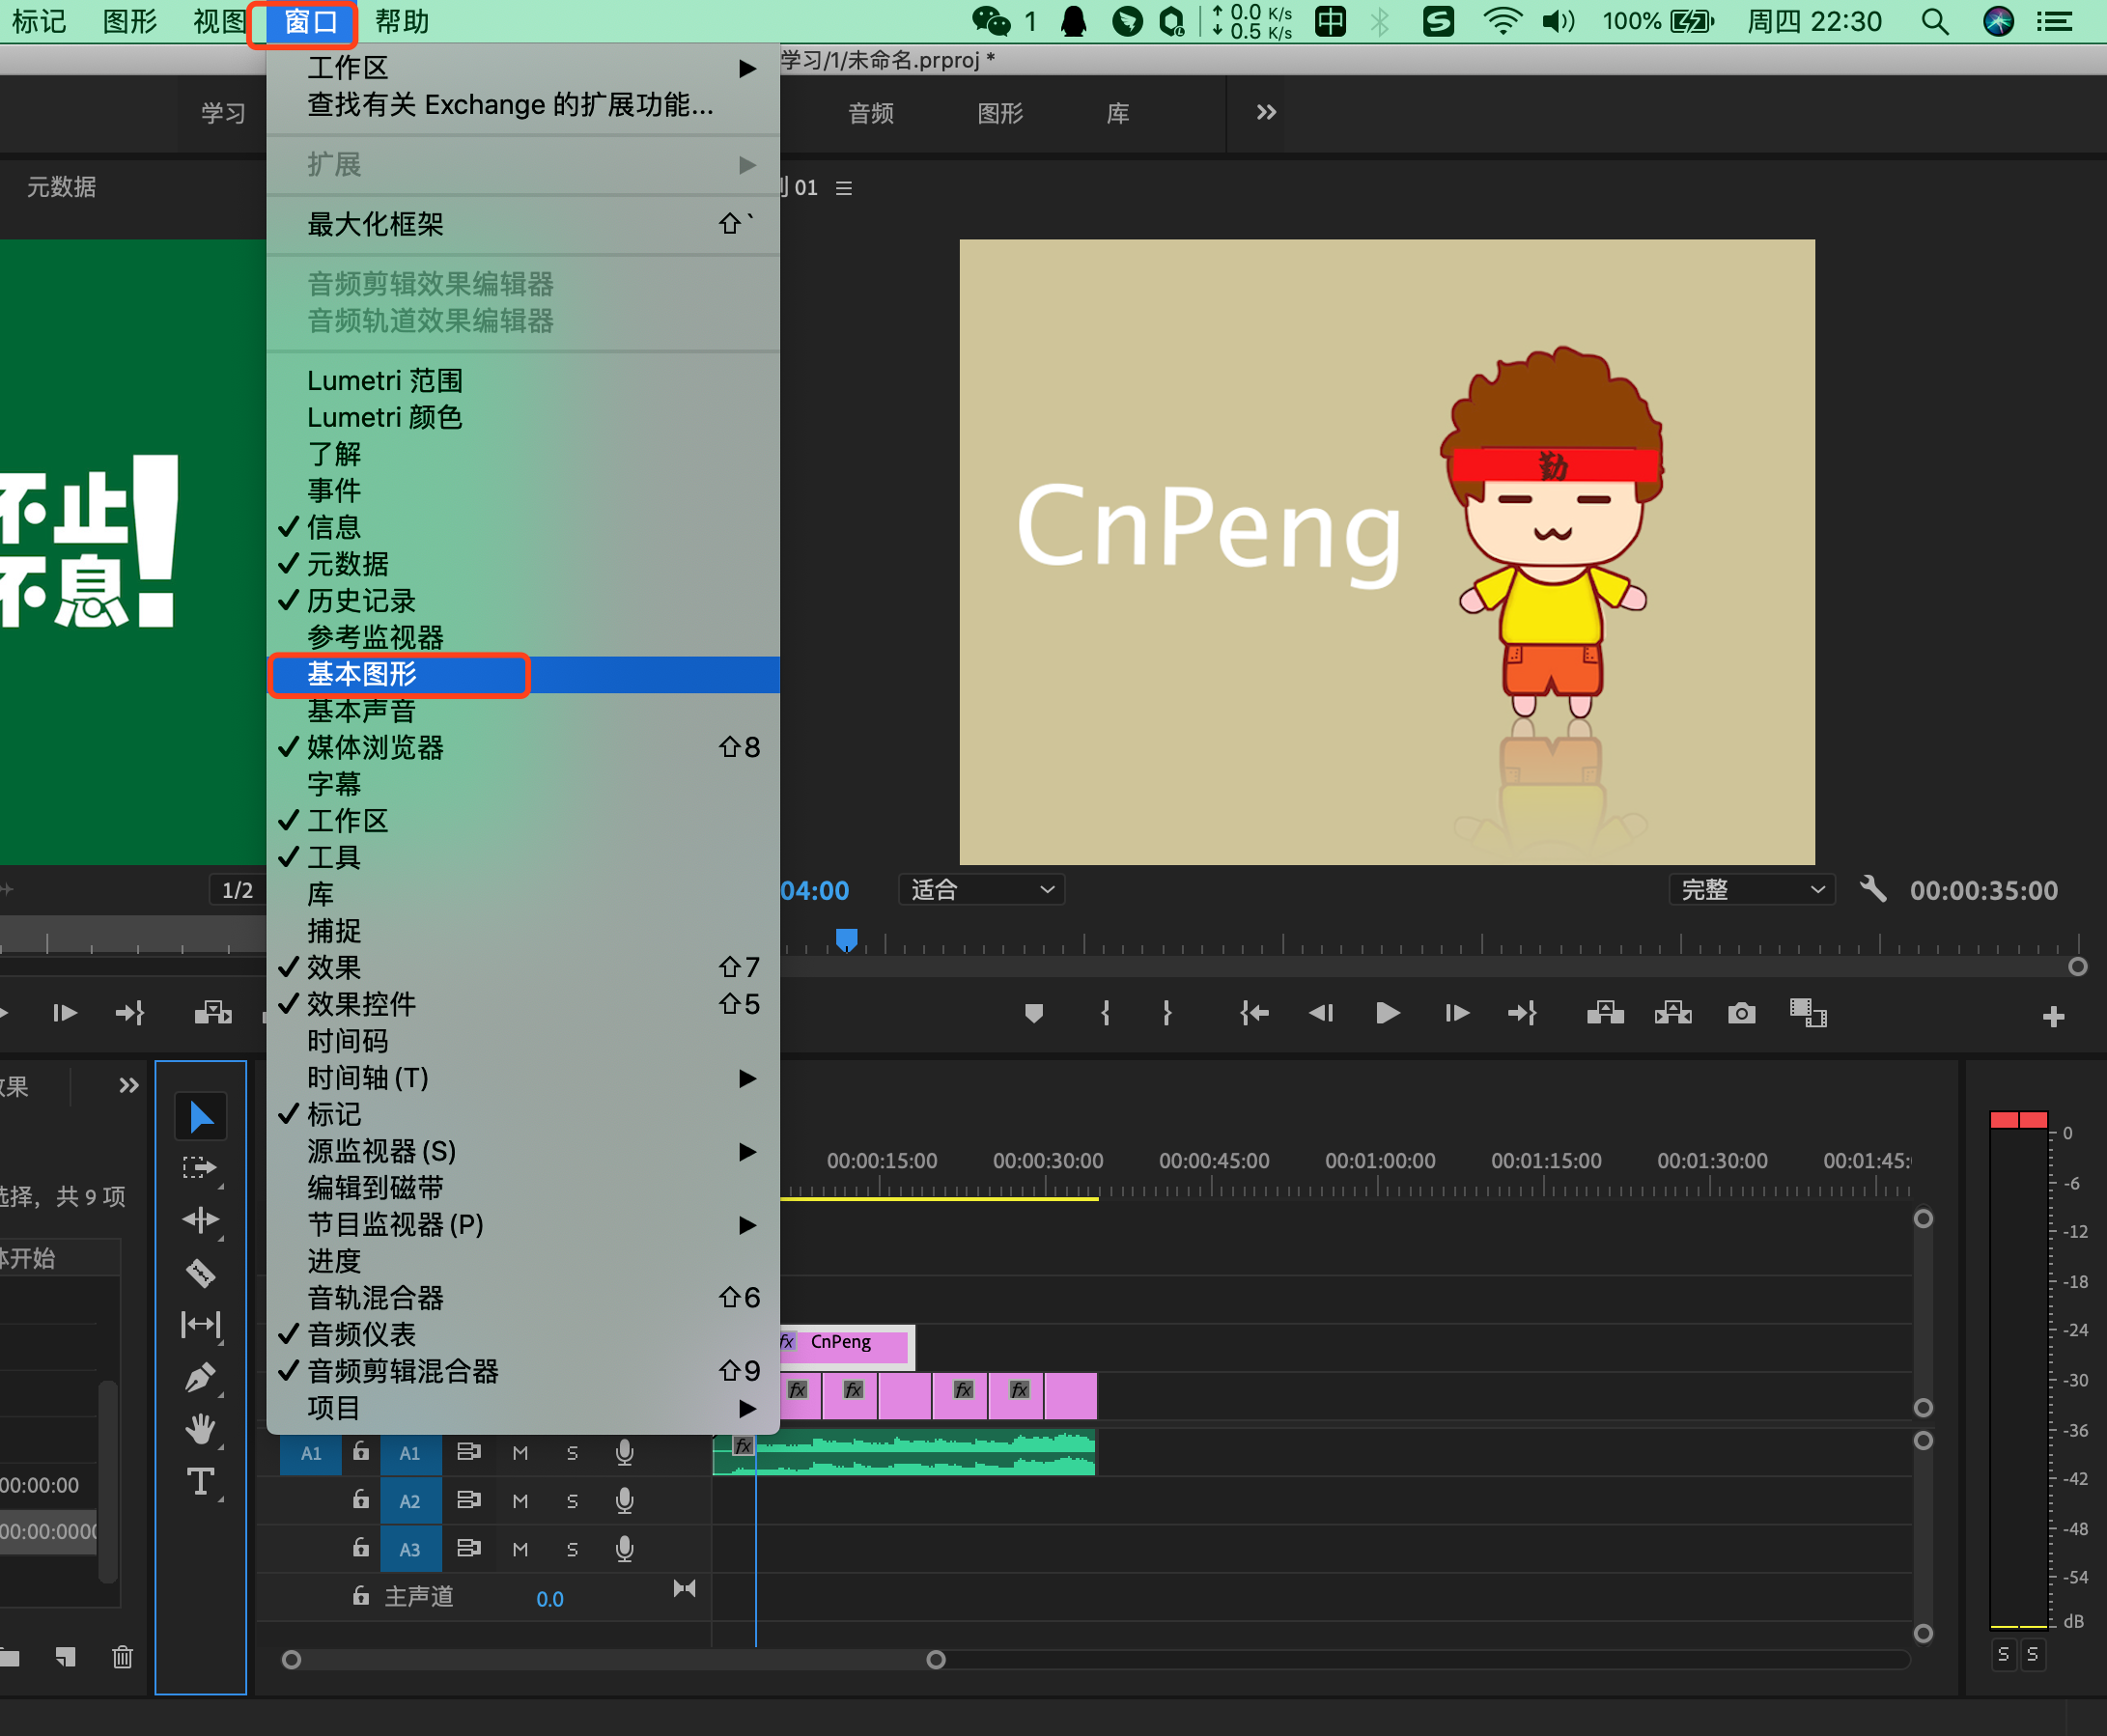 标记 图形 视图 窗口 帮助 1 0.0 K/s 0.5 K/s 中 100% 周四 22:30
学习/1/未命名.prproj *
学习 音频 图形 库
元数据
01
工作区
查找有关 Exchange 的扩展功能...
扩展
最大化框架 ⇧`
音频剪辑效果编辑器
音频轨道效果编辑器
Lumetri 范围
Lumetri 颜色
了解
事件
✓ 信息
✓ 元数据
✓ 历史记录
参考监视器
基本图形
基本声音
✓ 媒体浏览器 ⇧8
字幕
✓ 工作区
✓ 工具
库
捕捉
✓ 效果 ⇧7
✓ 效果控件 ⇧5
时间码
时间轴(T)
✓ 标记
源监视器(S)
编辑到磁带
节目监视器(P)
进度
音轨混合器 ⇧6
✓ 音频仪表
✓ 音频剪辑混合器 ⇧9
项目
不止
不息
!
勤
CnPeng
1/2
04:00 适合 完整 00:00:35:00
效果
选择，共 9 项
体开始
00:00:00
00:00:000
00:00:15:00 00:00:30:00 00:00:45:00 00:01:00:00 00:01:15:00 00:01:30:00 00:01:45:
fx CnPeng
fx fx fx fx
fx
A1 A1 M S
A2 M S
A3 M S
主声道 0.0
0
-6
-12
-18
-24
-30
-36
-42
-48
-54
dB
S S